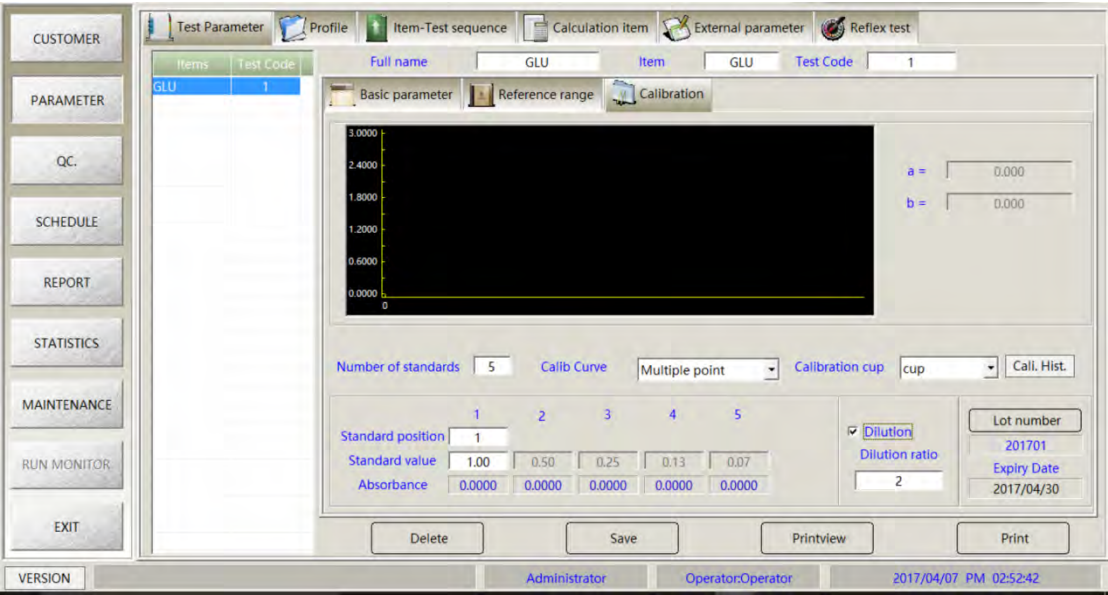 CUSTOMER
PARAMETER
QC.
SCHEDULE
REPORT
STATISTICS
MAINTENANCE
RUN MONITOR
EXIT
Test Parameter Profile Item-Test sequence Calculation item External parameter Reflex test
Items Test Code
GLU 1
Full name GLU Item GLU Test Code 1
Basic parameter Reference range Calibration
3.0000
2.4000
1.8000
1.2000
0.6000
0.0000
0
a = 0.000
b = 0.000
Number of standards 5 Calib Curve Multiple point Calibration cup cup Cali. Hist.
1 2 3 4 5
Standard position 1
Standard value 1.00 0.50 0.25 0.13 0.07
Absorbance 0.0000 0.0000 0.0000 0.0000 0.0000
Dilution
Dilution ratio
2
Lot number
201701
Expiry Date
2017/04/30
Delete Save Printview Print
VERSION Administrator Operator:Operator 2017/04/07 PM 02:52:42